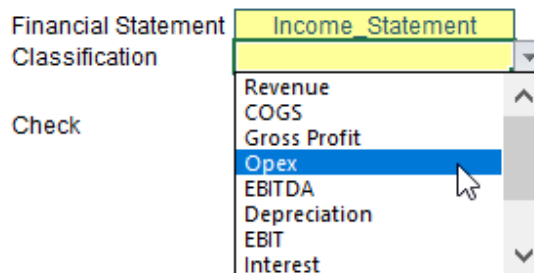 Financial Statement Income_Statement
Classification
Revenue
COGS
Gross Profit
Check
Opex
EBITDA
Depreciation
EBIT
Interest